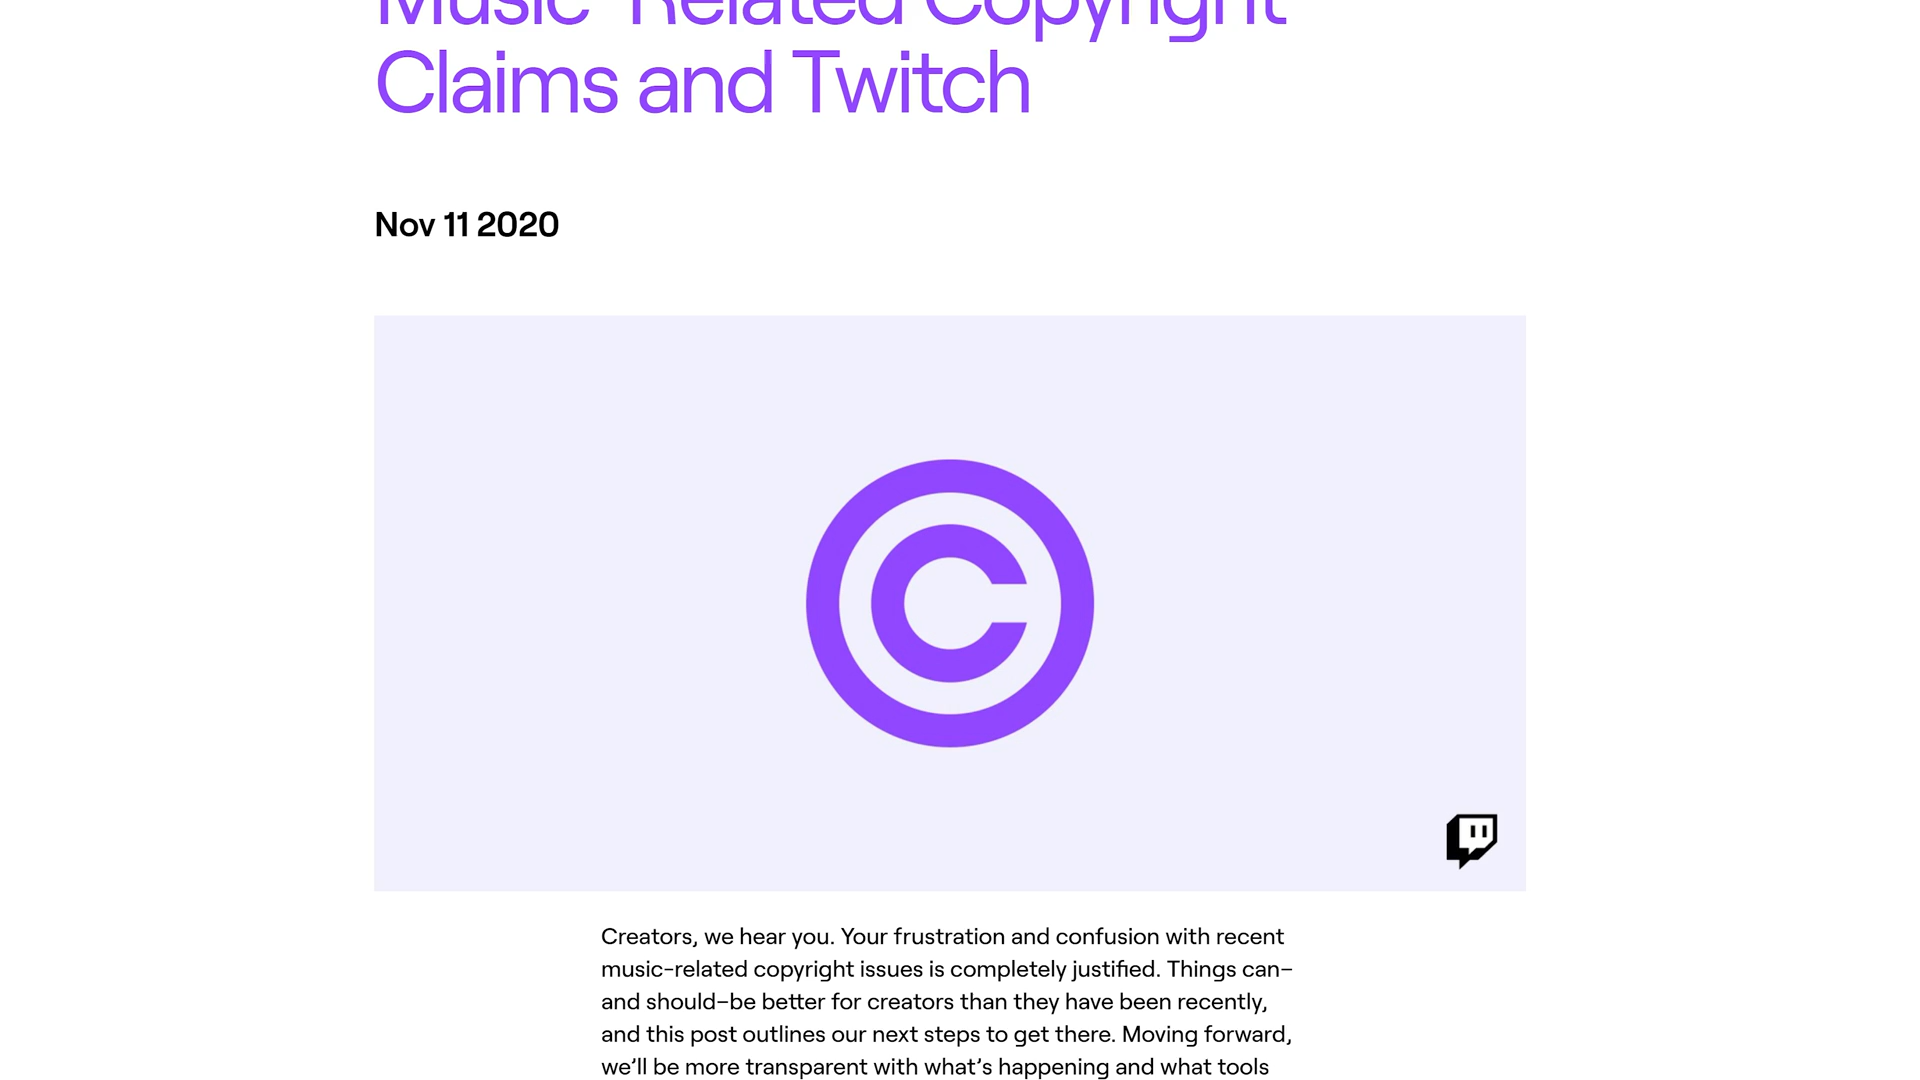 Music-Related Copyright
Claims and Twitch
Nov 11 2020
Creators, we hear you. Your frustration and confusion with recent
music-related copyright issues is completely justified. Things can–
and should–be better for creators than they have been recently,
and this post outlines our next steps to get there. Moving forward,
we’ll be more transparent with what’s happening and what tools